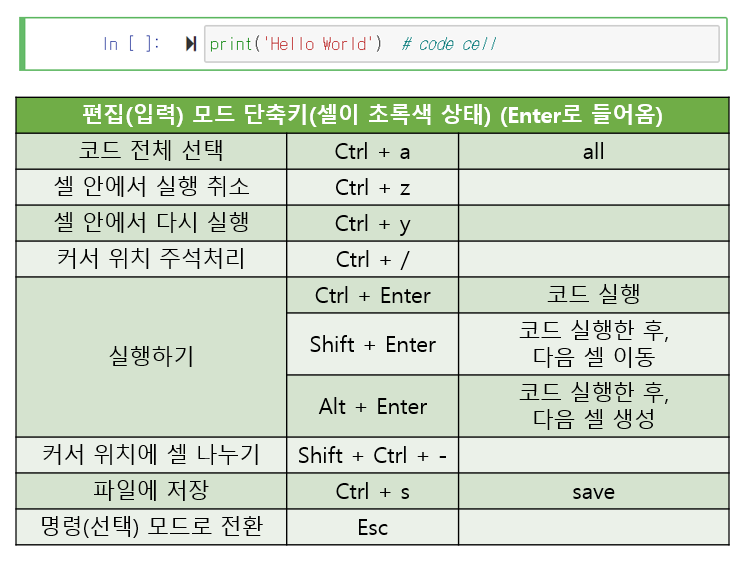 In [ ]: print('Hello World') # code cell
편집(입력) 모드 단축키(셀이 초록색 상태) (Enter로 들어옴)
코드 전체 선택 Ctrl + a all
셀 안에서 실행 취소 Ctrl + z
셀 안에서 다시 실행 Ctrl + y
커서 위치 주석처리 Ctrl + /
실행하기
Ctrl + Enter 코드 실행
Shift + Enter 코드 실행한 후,
다음 셀 이동
Alt + Enter 코드 실행한 후,
다음 셀 생성
커서 위치에 셀 나누기 Shift + Ctrl + -
파일에 저장 Ctrl + s save
명령(선택) 모드로 전환 Esc